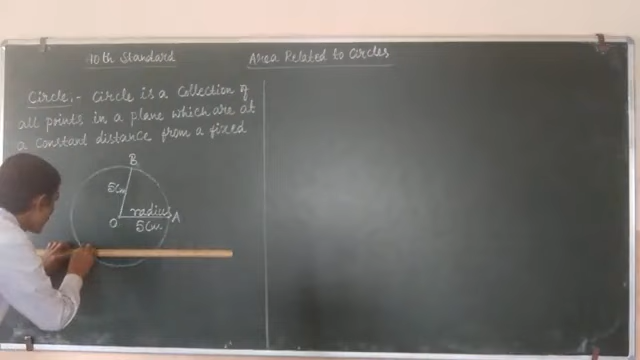 10th Standard
Area Related to Circles
Circle :- Circle is a Collection of
all points in a plane which are at
a constant distance from a fixed
B
5cm
radius
O
A
5cm